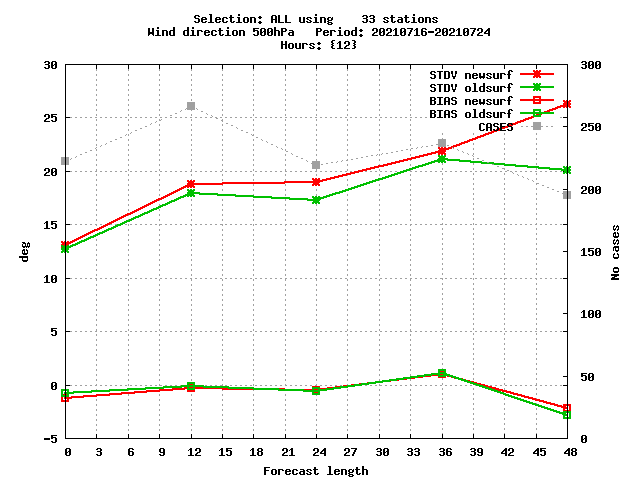 Selection: ALL using    33 stations
Wind direction 500hPa   Period: 20210716-20210724
Hours: {12}
30 300
STDV newsurf
STDV oldsurf
BIAS newsurf
BIAS oldsurf
CASES
25 250
20 200
15 150
10 100
5 50
0 0
-5
deg
No cases
0 3 6 9 12 15 18 21 24 27 30 33 36 39 42 45 48
Forecast length